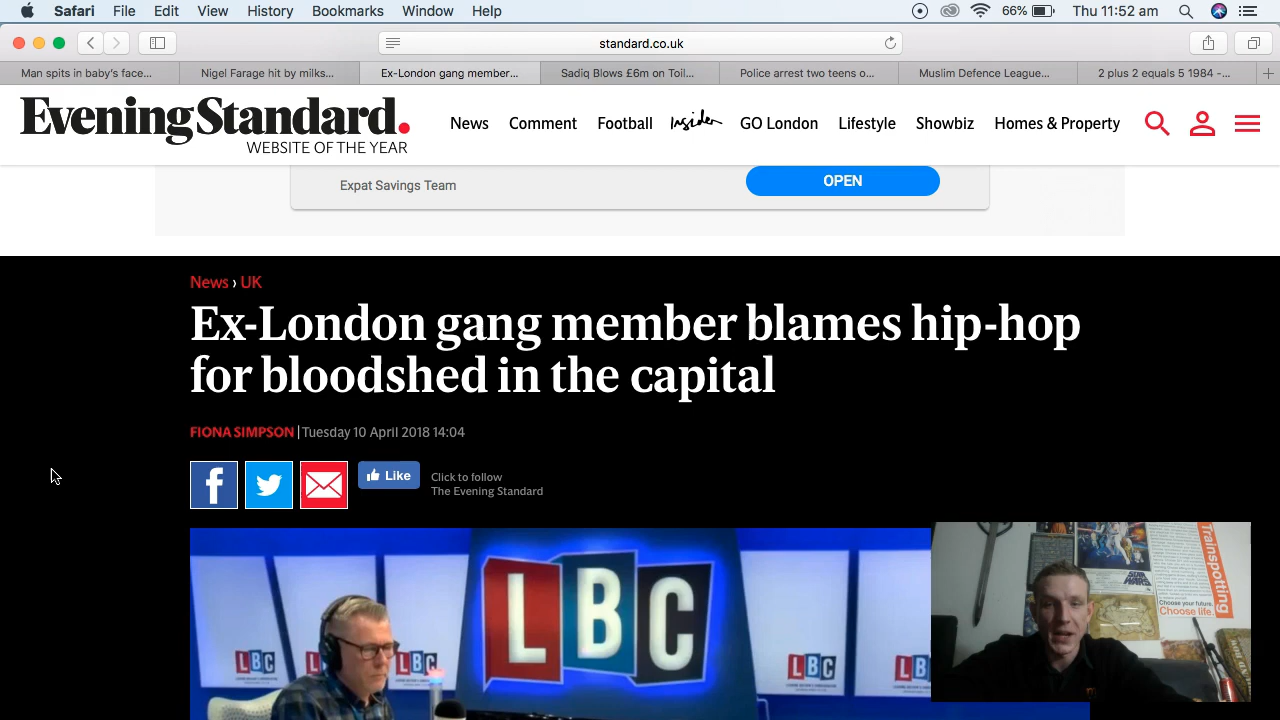 Safari File Edit View History Bookmarks Window Help 66% Thu 11:52 am
standard.co.uk
Man spits in baby's face... Nigel Farage hit by milks... Ex-London gang member... Sadiq Blows £6m on Toil... Police arrest two teens o... Muslim Defence League... 2 plus 2 equals 5 1984 -...
Evening Standard.
WEBSITE OF THE YEAR
News Comment Football Insider GO London Lifestyle Showbiz Homes & Property
Expat Savings Team OPEN
News › UK
Ex-London gang member blames hip-hop
for bloodshed in the capital
FIONA SIMPSON | Tuesday 10 April 2018 14:04
Like
Click to follow
The Evening Standard
LBC
LBC
LBC
LBC
LB
STAR
WARS
Trainspotting
Choose your future.
Choose life.